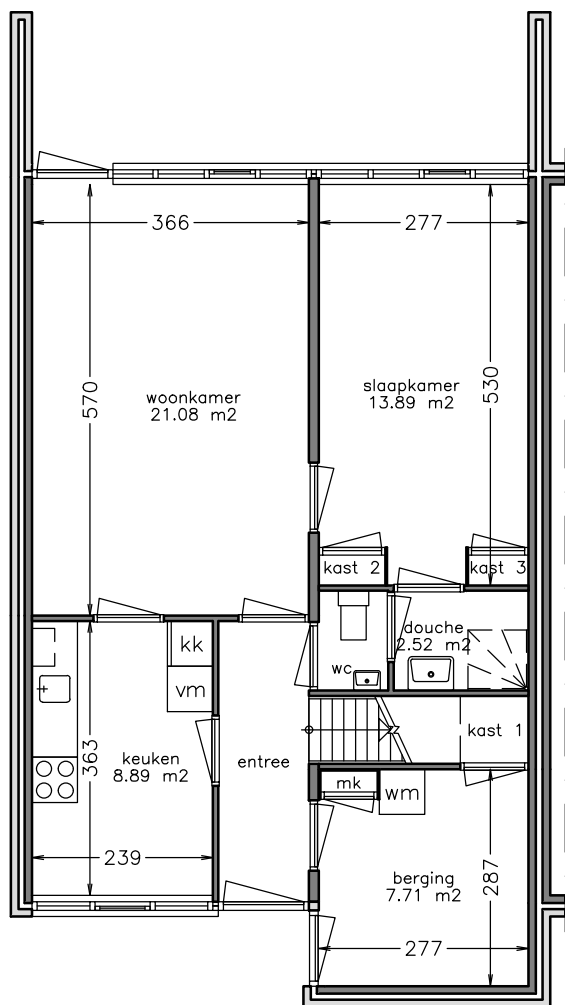 366
277
570
530
woonkamer
21.08 m2
slaapkamer
13.89 m2
kast 2
kast 3
kk
vm
douche
2.52 m2
wc
363
keuken
8.89 m2
entree
kast 1
mk
wm
239
berging
7.71 m2
287
277